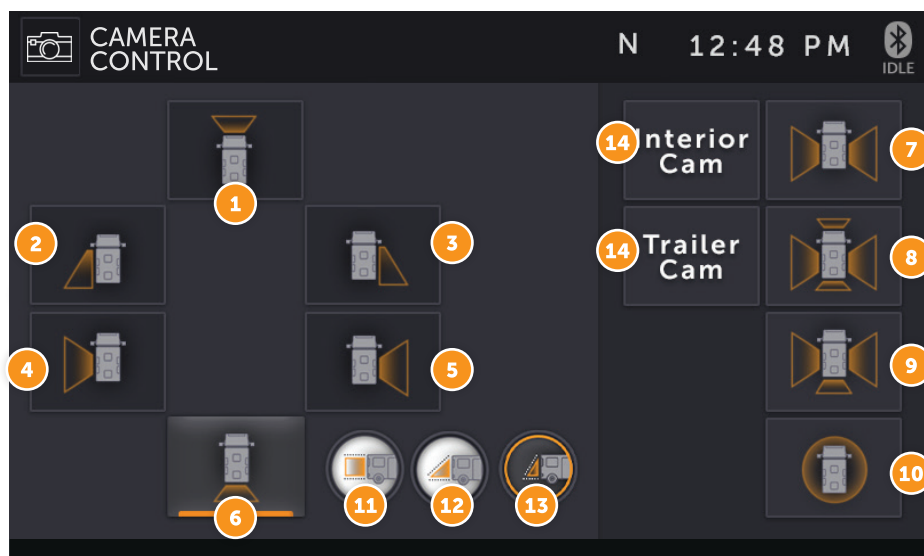 CAMERA
CONTROL
N 12:48 PM
IDLE
1
14 Interior
Cam
7
2
3
14 Trailer
Cam
8
4
5
9
6
11
12
13
10